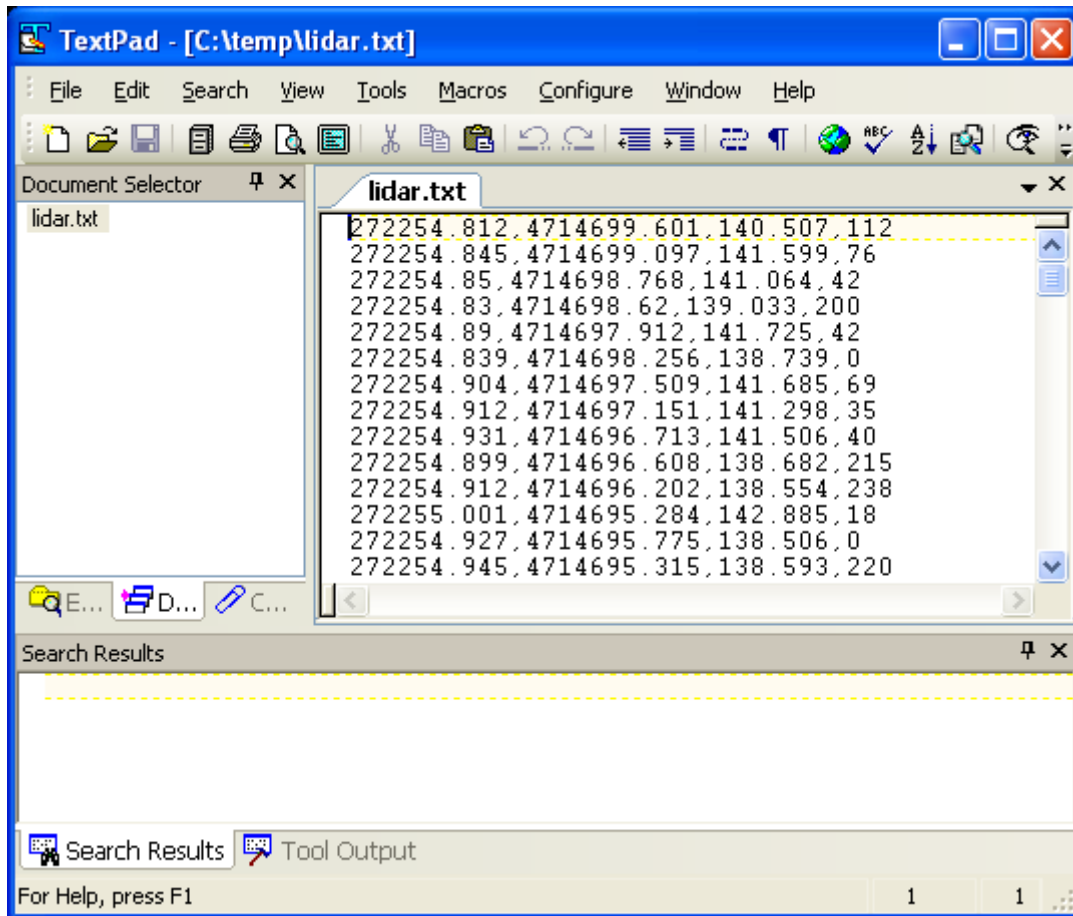 TextPad - [C:\temp\lidar.txt]
File Edit Search View Tools Macros Configure Window Help
Document Selector
lidar.txt
lidar.txt
272254.812,4714699.601,140.507,112
272254.845,4714699.097,141.599,76
272254.85,4714698.768,141.064,42
272254.83,4714698.62,139.033,200
272254.89,4714697.912,141.725,42
272254.839,4714698.256,138.739,0
272254.904,4714697.509,141.685,69
272254.912,4714697.151,141.298,35
272254.931,4714696.713,141.506,40
272254.899,4714696.608,138.682,215
272254.912,4714696.202,138.554,238
272255.001,4714695.284,142.885,18
272254.927,4714695.775,138.506,0
272254.945,4714695.315,138.593,220
E... D... C...
Search Results
Search Results Tool Output
For Help, press F1 1 1